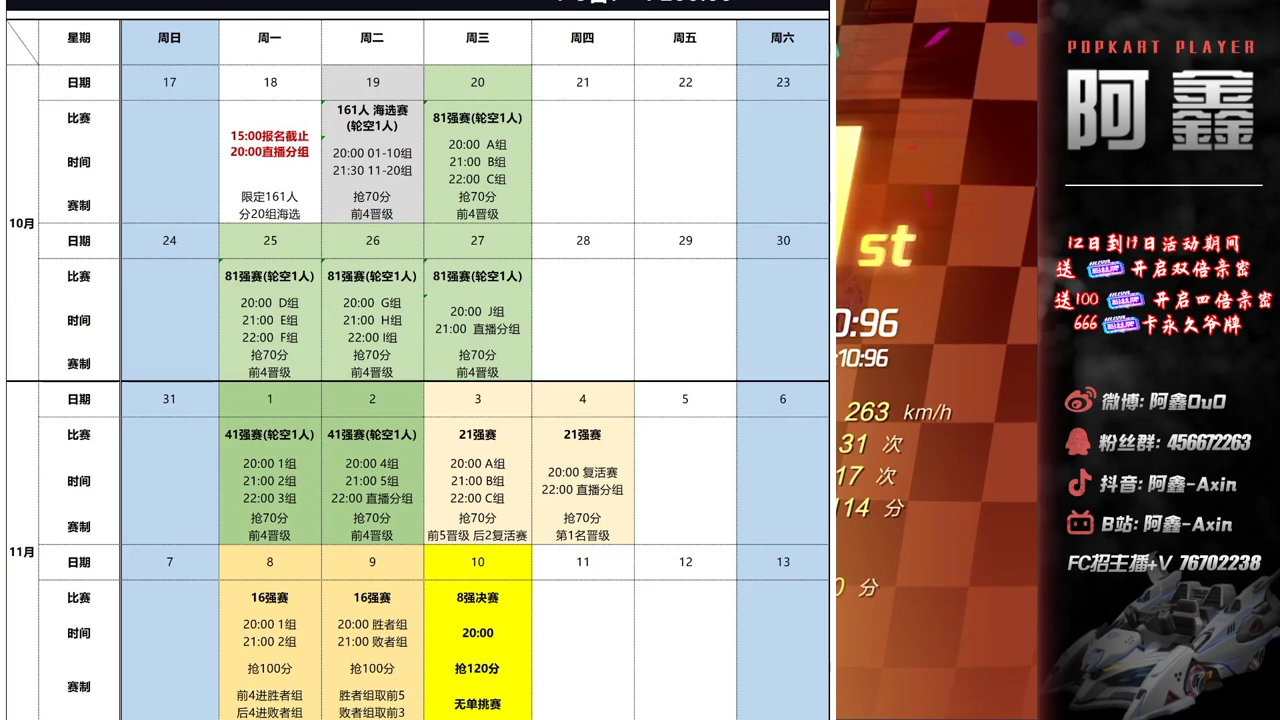 星期 周日 周一 周二 周三 周四 周五 周六
10月
日期 17 18 19 20 21 22 23
比赛
时间
赛制
15:00报名截止
20:00直播分组
限定161人
分20组海选
161人 海选赛
(轮空1人)
20:00 01-10组
21:30 11-20组
抢70分
前4晋级
81强赛(轮空1人)
20:00 A组
21:00 B组
22:00 C组
抢70分
前4晋级
日期 24 25 26 27 28 29 30
比赛
时间
赛制
81强赛(轮空1人)
20:00 D组
21:00 E组
22:00 F组
抢70分
前4晋级
81强赛(轮空1人)
20:00 G组
21:00 H组
22:00 I组
抢70分
前4晋级
81强赛(轮空1人)
20:00 J组
21:00 直播分组
抢70分
前4晋级
11月
日期 31 1 2 3 4 5 6
比赛
时间
赛制
41强赛(轮空1人)
20:00 1组
21:00 2组
22:00 3组
抢70分
前4晋级
41强赛(轮空1人)
20:00 4组
21:00 5组
22:00 直播分组
抢70分
前4晋级
21强赛
20:00 A组
21:00 B组
22:00 C组
抢70分
前5晋级 后2复活赛
21强赛
20:00 复活赛
22:00 直播分组
抢70分
第1名晋级
日期 7 8 9 10 11 12 13
比赛
时间
赛制
16强赛
20:00 1组
21:00 2组
抢100分
前4进胜者组
后4进败者组
16强赛
20:00 胜者组
21:00 败者组
抢100分
胜者组取前5
败者组取前3
8强决赛
20:00
抢120分
无单挑赛
st
0:96
:10:96
263 km/h
31 次
17 次
114 分
0 分
POPKART PLAYER
阿鑫
12日到19日活动期间
送 粉丝牌 开启双倍亲密
送100 粉丝牌 开启四倍亲密
666 粉丝牌 卡永久爷牌
微博: 阿鑫OuO
粉丝群: 456672263
抖音: 阿鑫-Axin
B站: 阿鑫-Axin
FC招主播+V 76702238